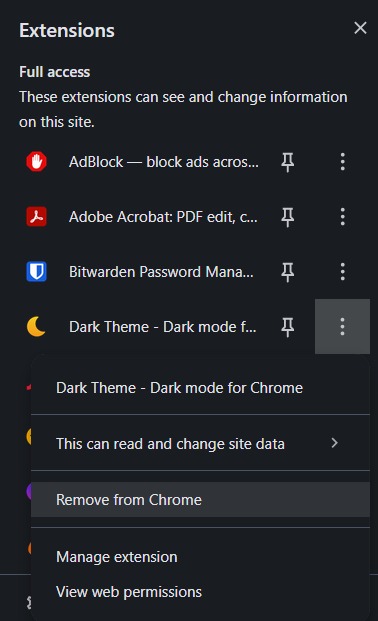 Extensions
Full access
These extensions can see and change information
on this site.
AdBlock — block ads acros...
Adobe Acrobat: PDF edit, c...
Bitwarden Password Mana...
Dark Theme - Dark mode f...
Dark Theme - Dark mode for Chrome
This can read and change site data
Remove from Chrome
Manage extension
View web permissions